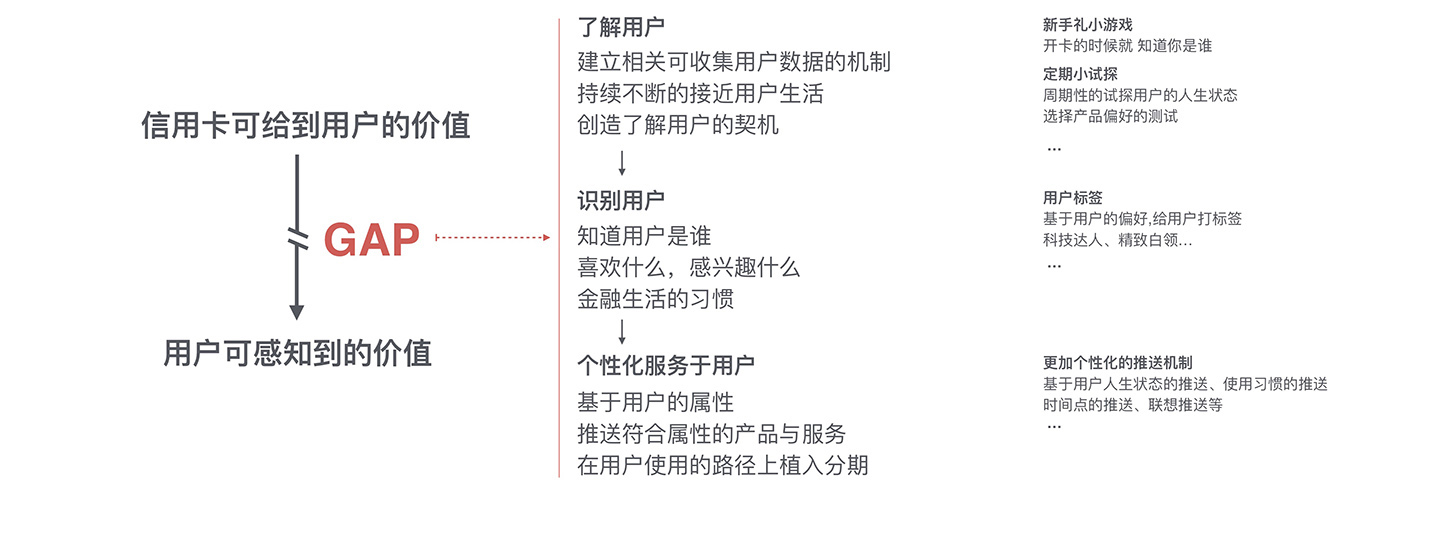 信用卡可给到用户的价值
GAP
用户可感知到的价值
了解用户
建立相关可收集用户数据的机制
持续不断的接近用户生活
创造了解用户的契机
识别用户
知道用户是谁
喜欢什么，感兴趣什么
金融生活的习惯
个性化服务于用户
基于用户的属性
推送符合属性的产品与服务
在用户使用的路径上植入分期
新手礼小游戏
开卡的时候就 知道你是谁
定期小试探
周期性的试探用户的人生状态
选择产品偏好的测试
...
用户标签
基于用户的偏好,给用户打标签
科技达人、精致白领...
...
更加个性化的推送机制
基于用户人生状态的推送、使用习惯的推送
时间点的推送、联想推送等
...